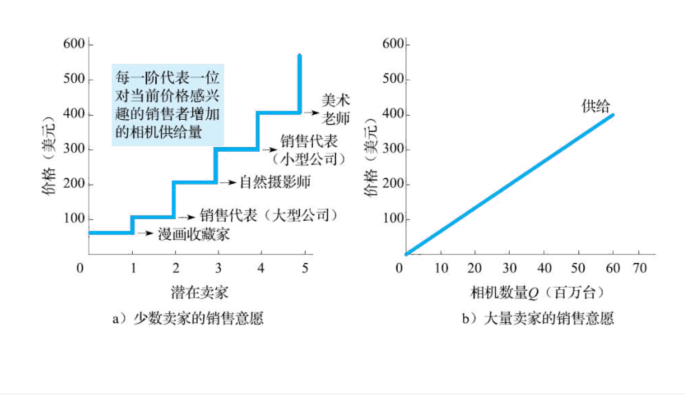 600
500
400
300
200
100
0
1
2
3
4
5
价格（美元）
每一阶代表一位
对当前价格感兴
趣的销售者增加
的相机供给量
美术
老师
销售代表
（小型公司）
自然摄影师
销售代表（大型公司）
漫画收藏家
潜在卖家
a）少数卖家的销售意愿
600
500
400
300
200
100
0
10
20
30
40
50
60
70
价格（美元）
供给
相机数量Q（百万台）
b）大量卖家的销售意愿